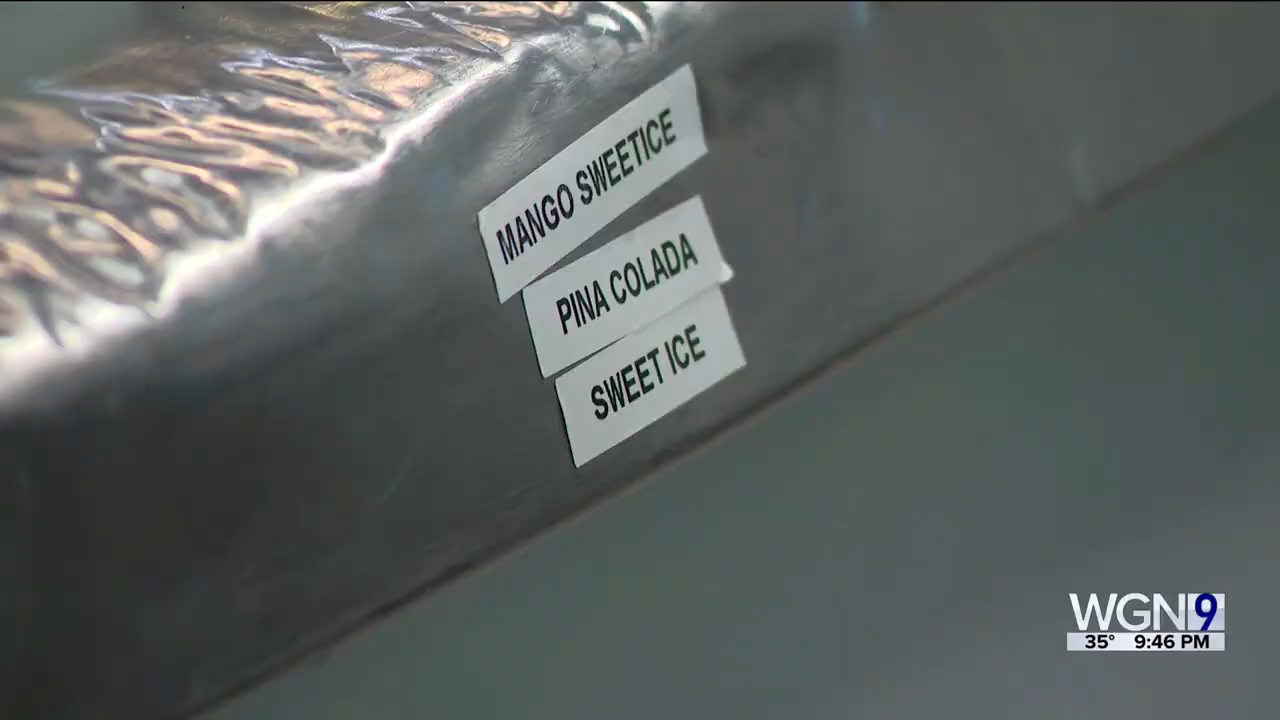 MANGO SWEETICE
PINA COLADA
SWEET ICE
WGN9
35° 9:46 PM